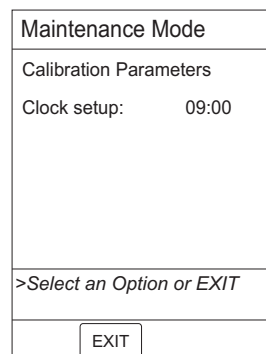 Maintenance Mode
Calibration Parameters
Clock setup: 09:00
>Select an Option or EXIT
EXIT